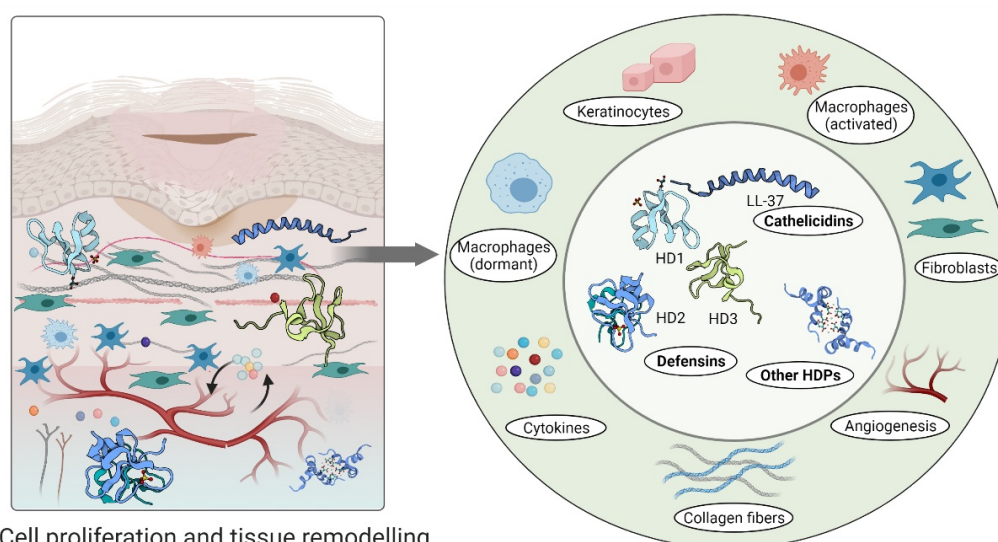 Keratinocytes
Macrophages
(activated)
Macrophages
(dormant)
LL-37
Cathelicidins
HD1
Fibroblasts
HD2
HD3
Defensins
Other HDPs
Cytokines
Angiogenesis
Collagen fibers
Cell proliferation and tissue remodelling